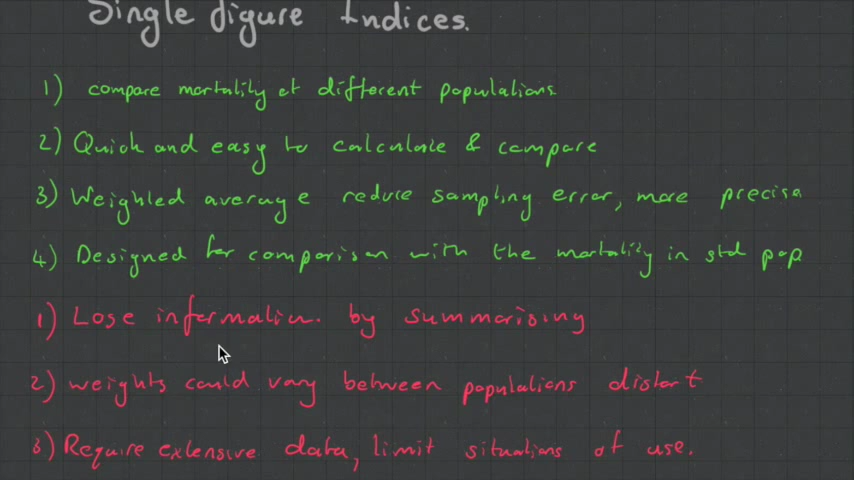 Single figure Indices.
1) compare mortality at different populations.
2) Quick and easy to calculate & compare
3) Weighted average reduce sampling error, more precise
4) Designed for comparison with the mortality in std pop
1) Lose information. by summarising
2) weights could vary between populations distort
3) Require extensive data, limit situations of use.